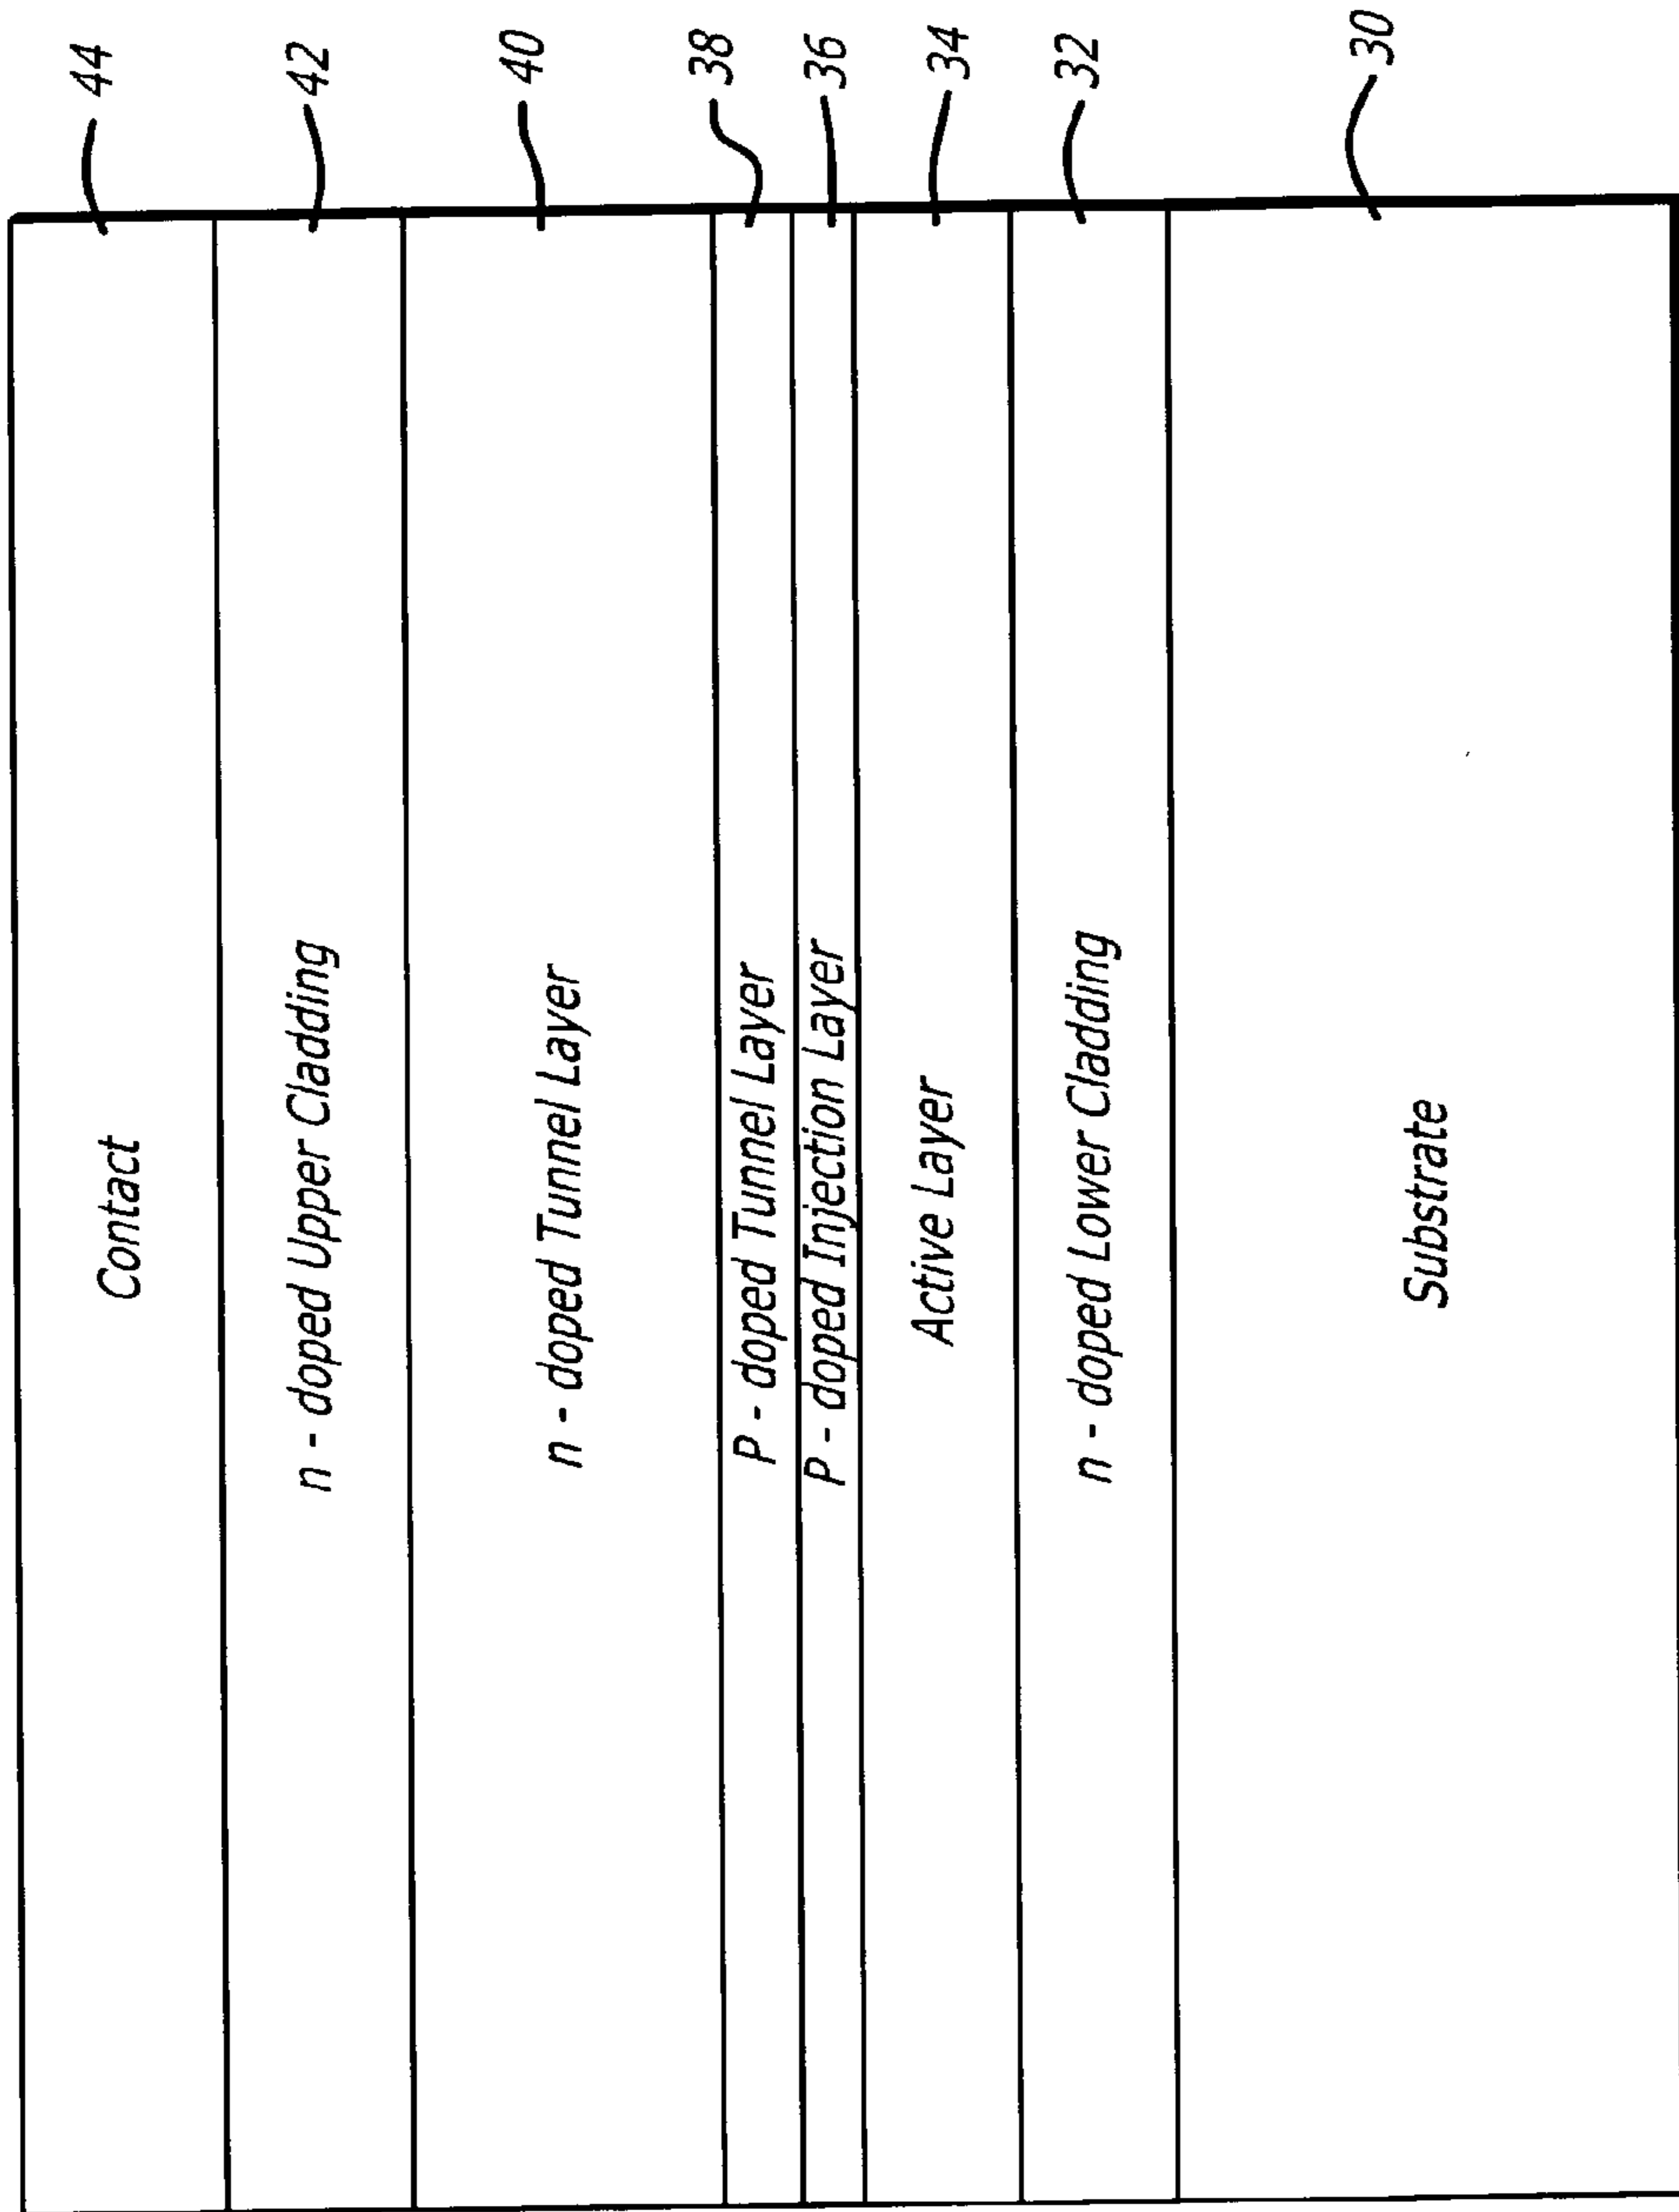 Contact
44
n - doped Upper Cladding
42
n - doped Tunnel Layer
40
P - doped Tunnel Layer
38
P - doped Injection Layer
36
Active Layer
34
n - doped Lower Cladding
32
Substrate
30